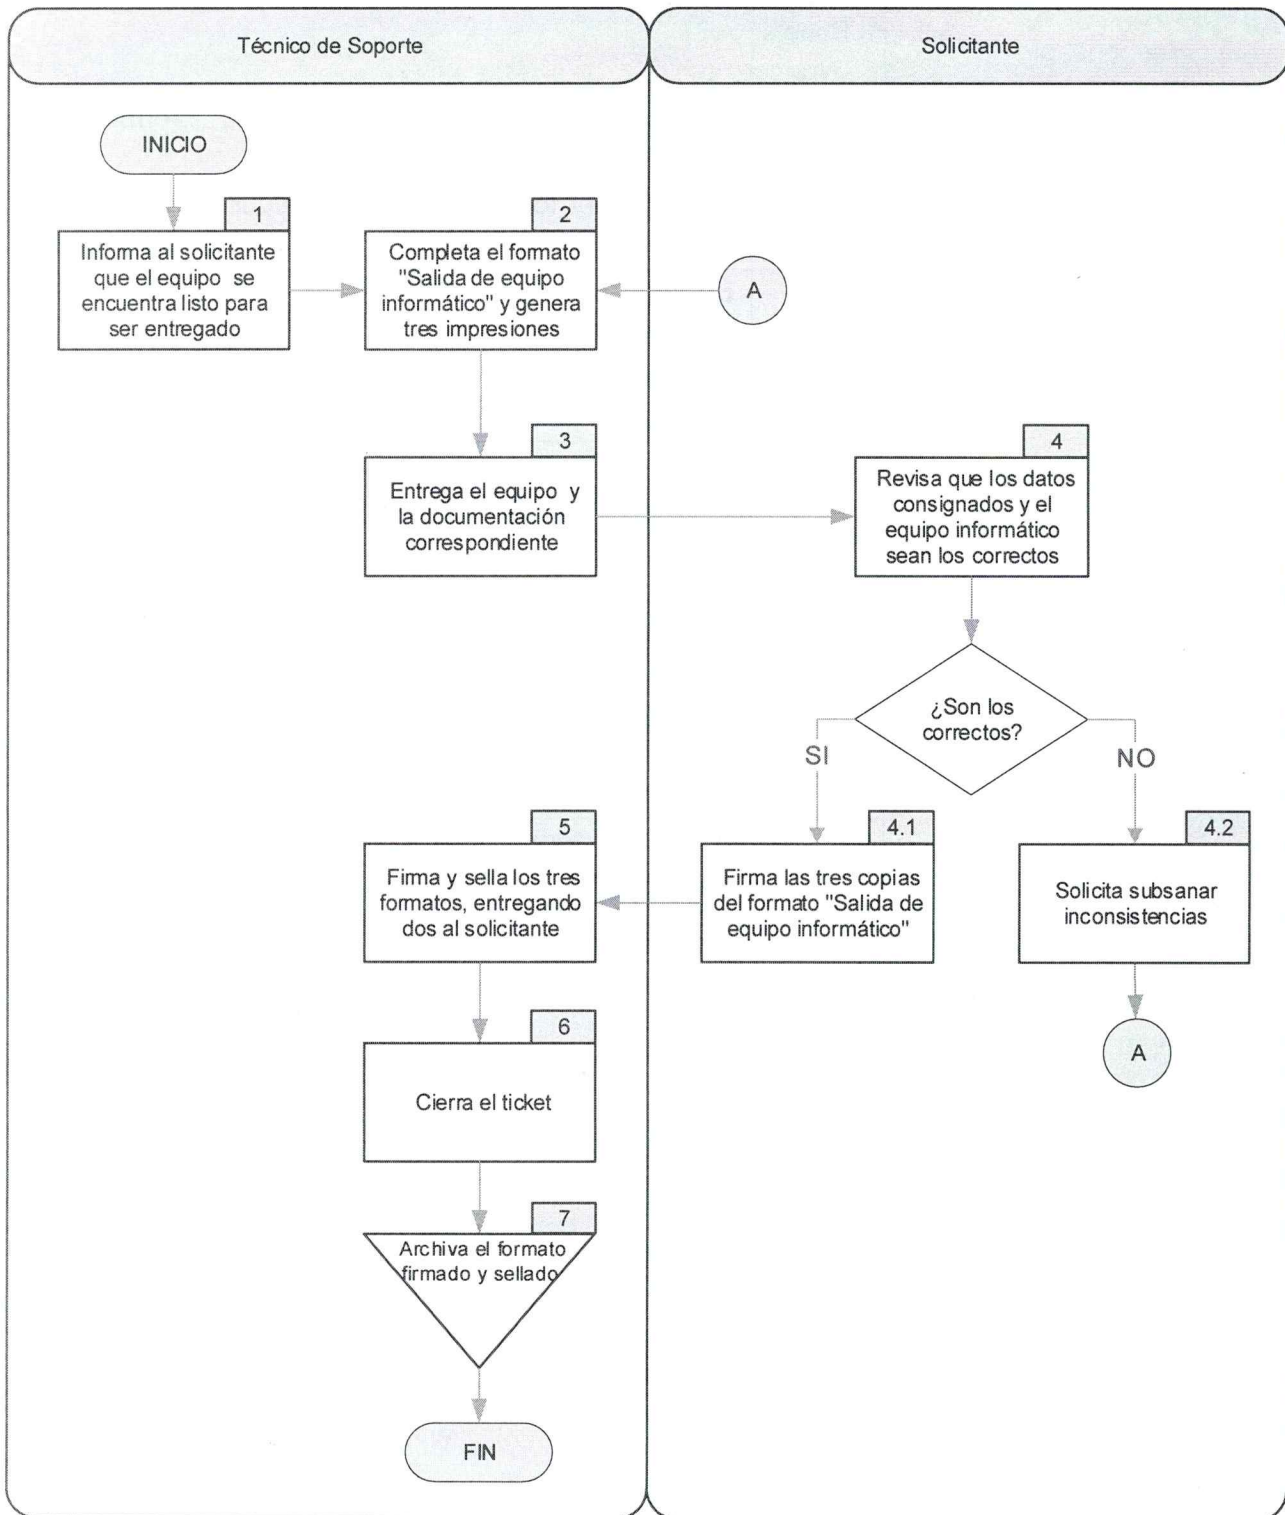 Técnico de Soporte
Solicitante
INICIO
1
Informa al solicitante
que el equipo se
encuentra listo para
ser entregado
2
Completa el formato
"Salida de equipo
informático" y genera
tres impresiones
A
3
Entrega el equipo y
la documentación
correspondiente
4
Revisa que los datos
consignados y el
equipo informático
sean los correctos
¿Son los
correctos?
SI
NO
4.1
Firma las tres copias
del formato "Salida de
equipo informático"
4.2
Solicita subsanar
inconsistencias
A
5
Firma y sella los tres
formatos, entregando
dos al solicitante
6
Cierra el ticket
7
Archiva el formato
firmado y sellado
FIN